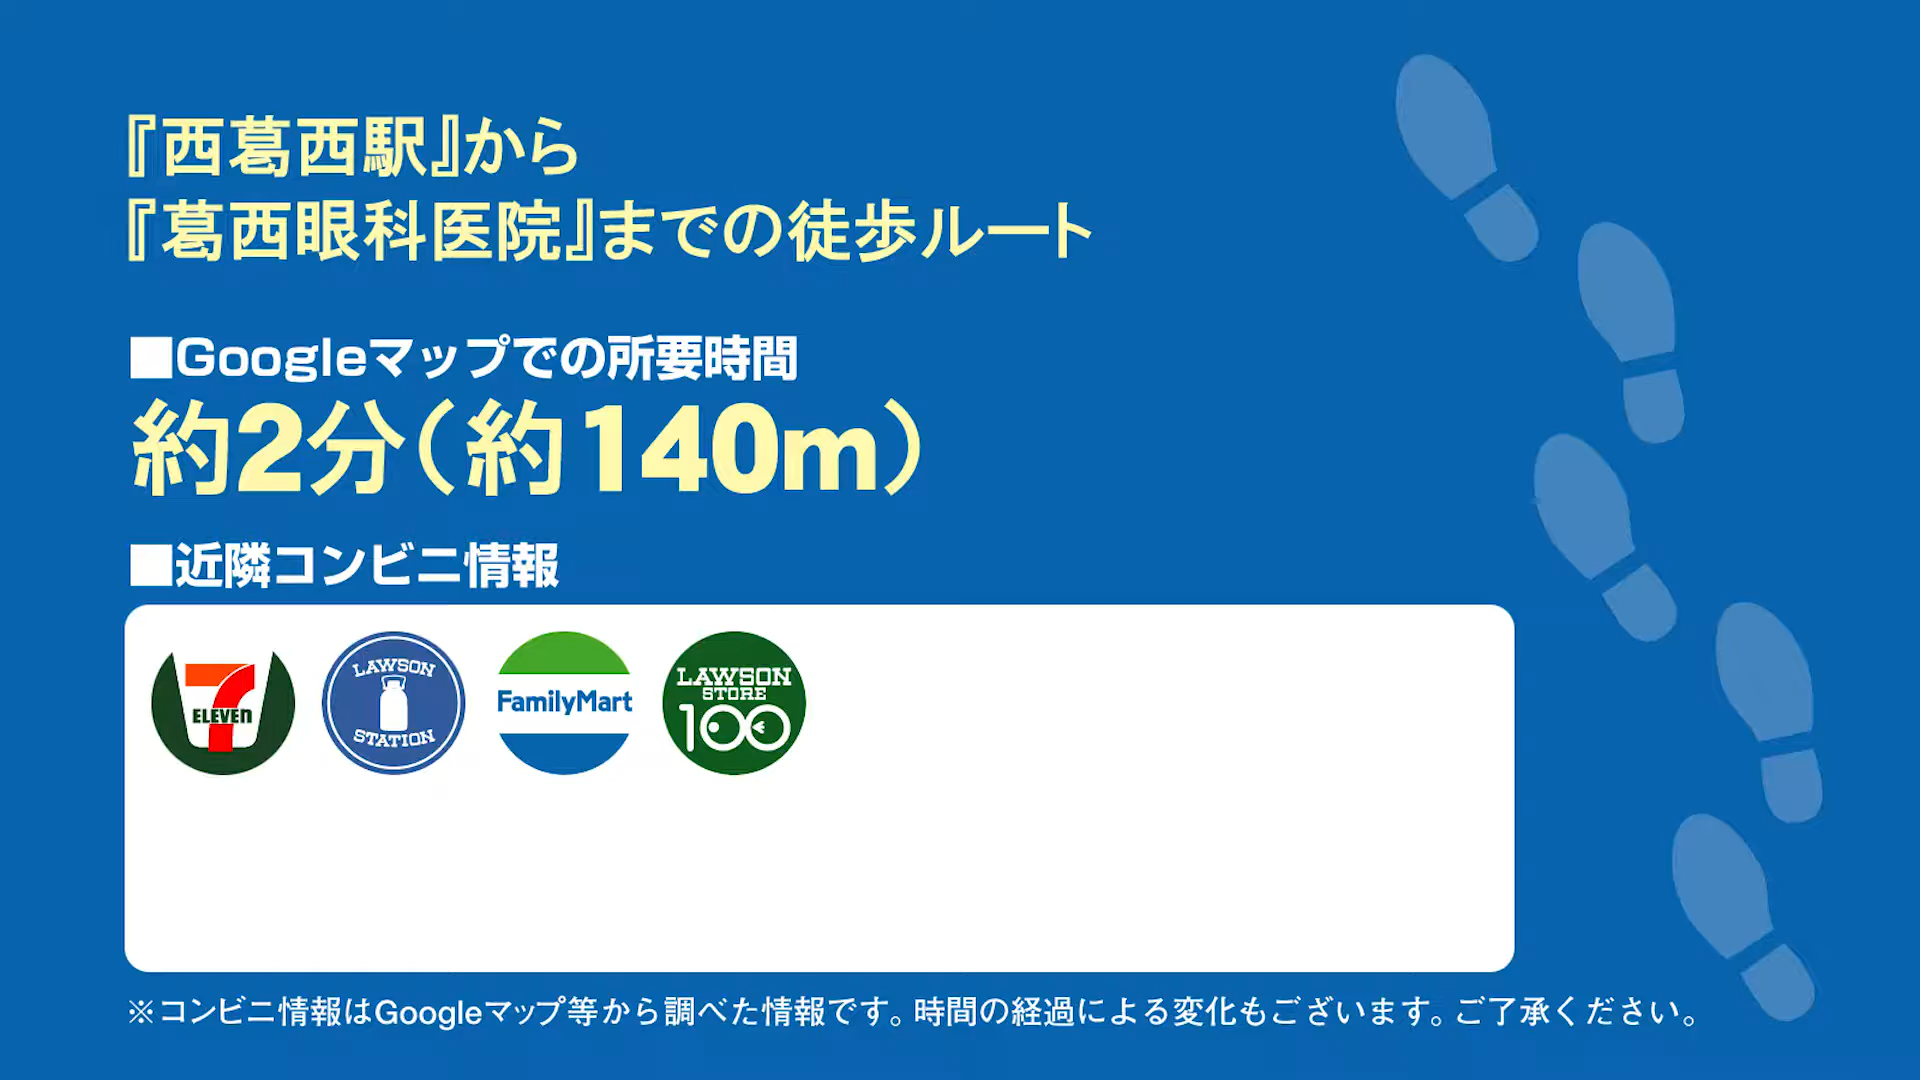 『西葛西駅』から
『葛西眼科医院』までの徒歩ルート
■Googleマップでの所要時間
約2分（約140m）
■近隣コンビニ情報
7 ELEVEN
LAWSON STATION
FamilyMart
LAWSON STORE 100
※コンビニ情報はGoogleマップ等から調べた情報です。時間の経過による変化もございます。ご了承ください。